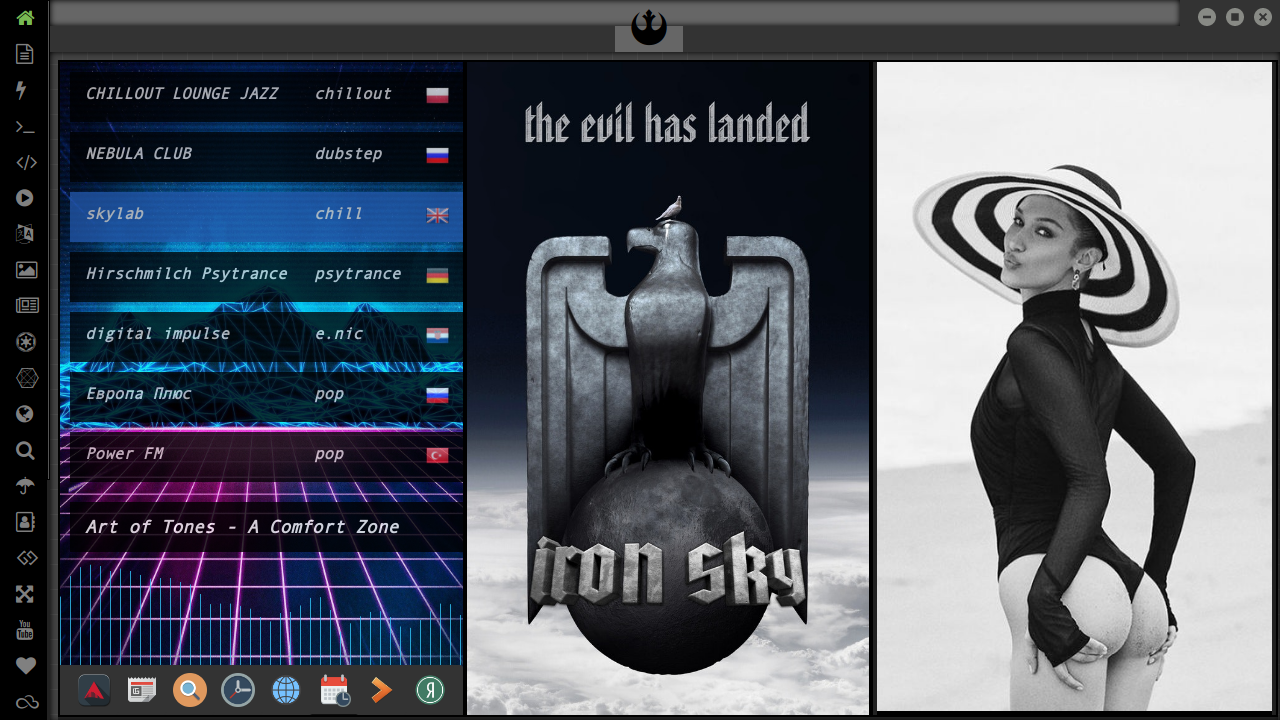 CHILLOUT LOUNGE JAZZ chillout
NEBULA CLUB dubstep
skylab chill
Hirschmilch Psytrance psytrance
digital impulse e.nic
Европа Плюс pop
Power FM pop
Art of Tones - A Comfort Zone
the evil has landed
iron sky
You
Tube
Я